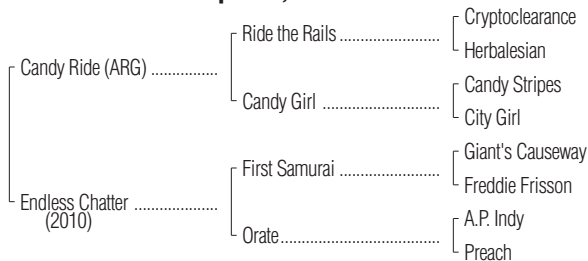 Cryptoclearance
Ride the Rails
Herbalesian
Candy Ride (ARG)
Candy Stripes
Candy Girl
City Girl
Giant's Causeway
First Samurai
Freddie Frisson
Endless Chatter
(2010)
A.P. Indy
Orate
Preach